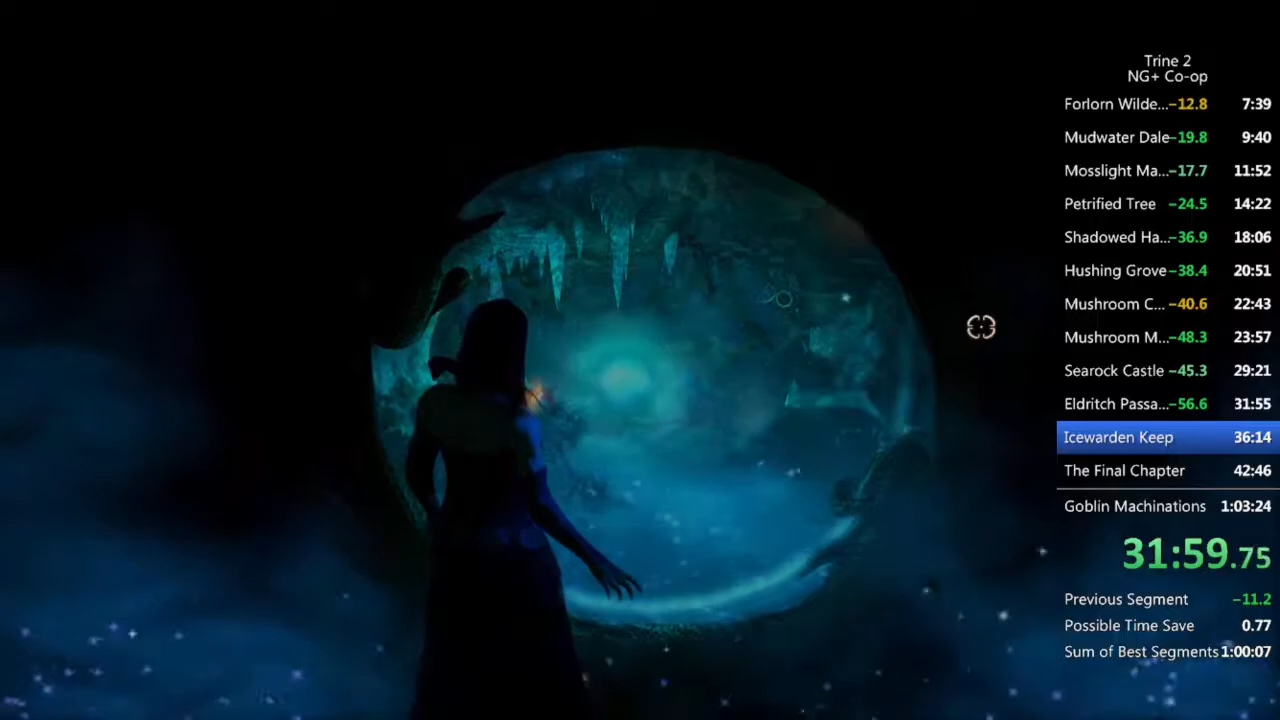 Trine 2
NG+ Co-op
Forlorn Wilde... −12.8 7:39
Mudwater Dale −19.8 9:40
Mosslight Ma... −17.7 11:52
Petrified Tree −24.5 14:22
Shadowed Ha... −36.9 18:06
Hushing Grove −38.4 20:51
Mushroom C... −40.6 22:43
Mushroom M... −48.3 23:57
Searock Castle −45.3 29:21
Eldritch Passa... −56.6 31:55
Icewarden Keep 36:14
The Final Chapter 42:46
Goblin Machinations 1:03:24
31:59.75
Previous Segment −11.2
Possible Time Save 0.77
Sum of Best Segments 1:00:07